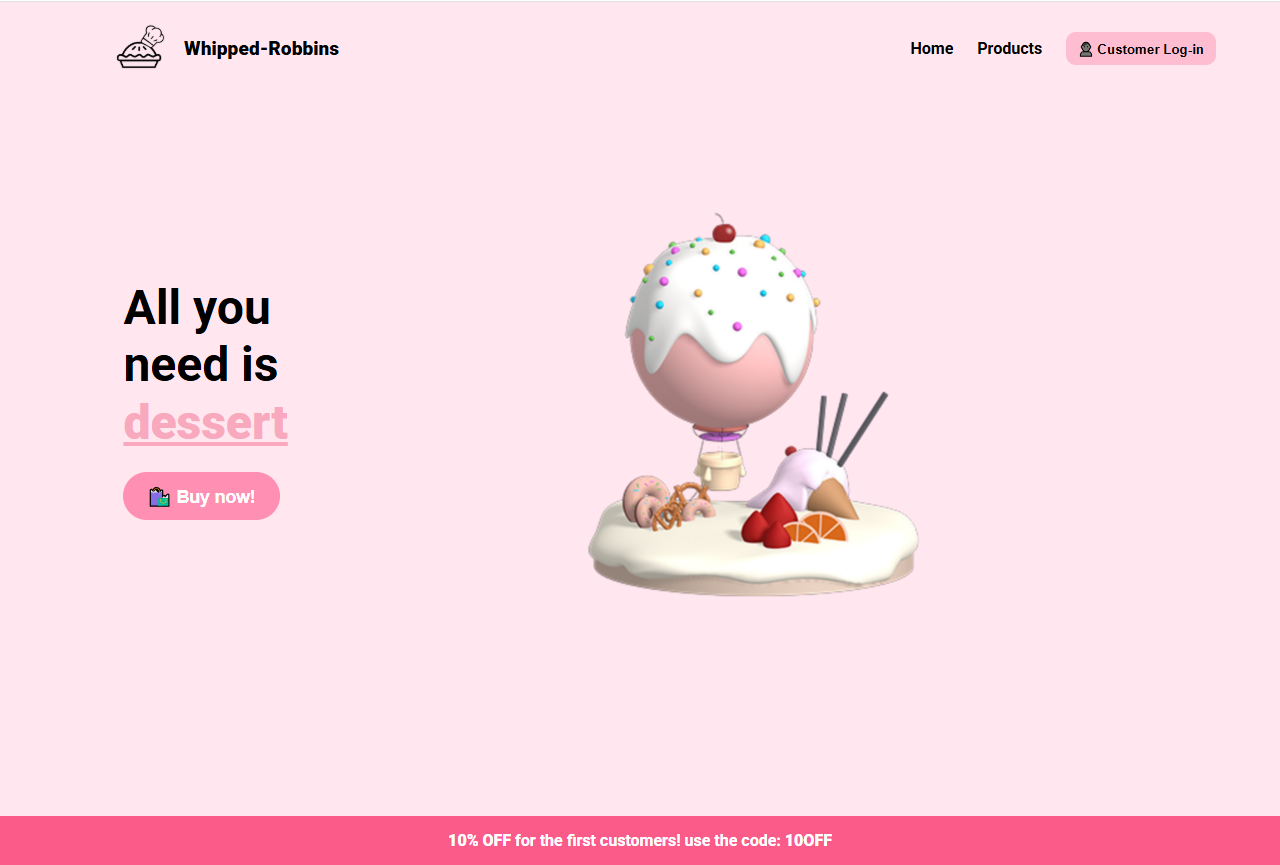 Whipped-Robbins
Home
Products
Customer Log-in
All you
need is
dessert
Buy now!
10% OFF for the first customers! use the code: 10OFF